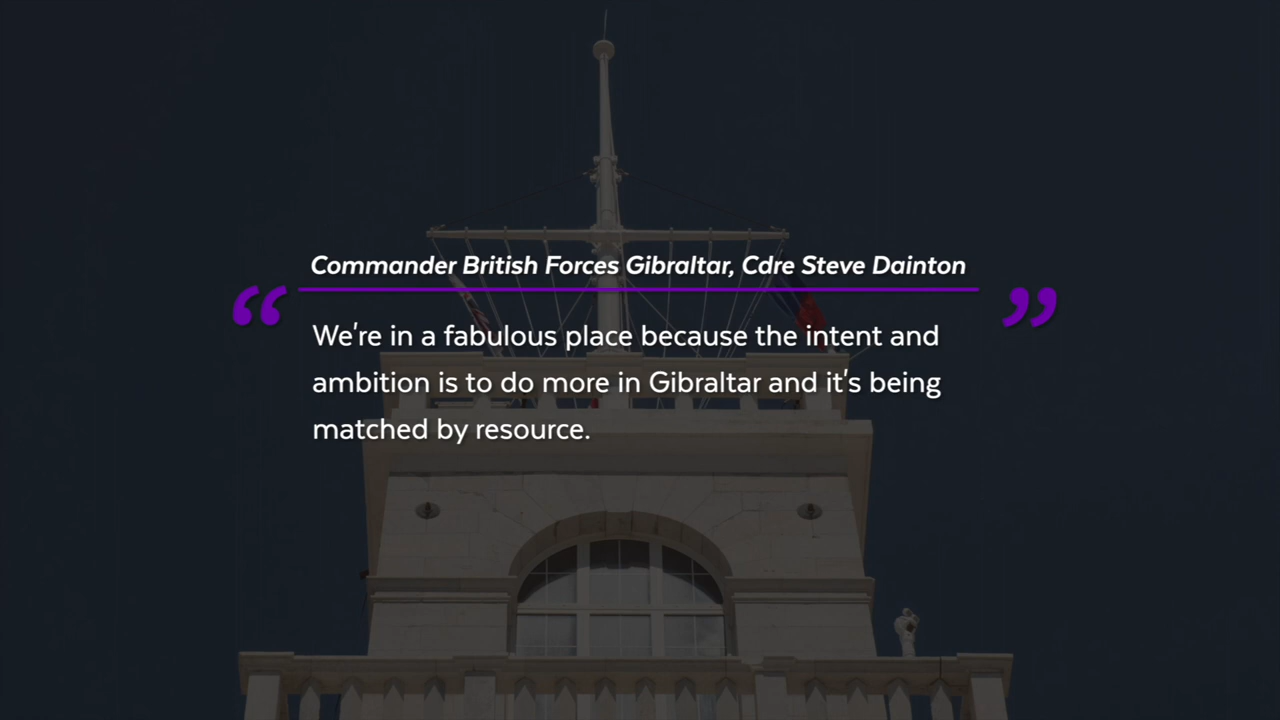 Commander British Forces Gibraltar, Cdre Steve Dainton
“ ”
We're in a fabulous place because the intent and
ambition is to do more in Gibraltar and it's being
matched by resource.